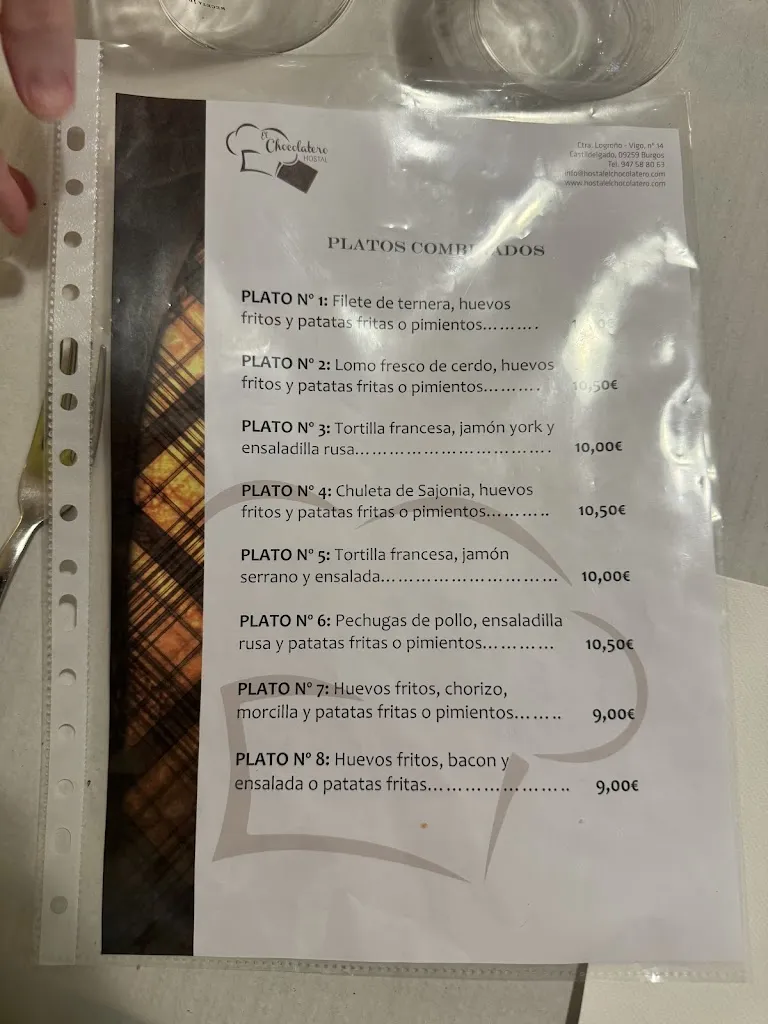 El
Chocolatero
HOSTAL
Ctra. Logroño - Vigo, nº 14
Castildelgado, 09259 Burgos
Tel. 947 58 80 63
info@hostalelchocolatero.com
www.hostalelchocolatero.com
PLATOS COMBINADOS
PLATO Nº 1: Filete de ternera, huevos
fritos y patatas fritas o pimientos..........
PLATO Nº 2: Lomo fresco de cerdo, huevos
fritos y patatas fritas o pimientos.......... 10,50€
PLATO Nº 3: Tortilla francesa, jamón york y
ensaladilla rusa.................................. 10,00€
PLATO Nº 4: Chuleta de Sajonia, huevos
fritos y patatas fritas o pimientos........... 10,50€
PLATO Nº 5: Tortilla francesa, jamón
serrano y ensalada.............................. 10,00€
PLATO Nº 6: Pechugas de pollo, ensaladilla
rusa y patatas fritas o pimientos............ 10,50€
PLATO Nº 7: Huevos fritos, chorizo,
morcilla y patatas fritas o pimientos........ 9,00€
PLATO Nº 8: Huevos fritos, bacon y
ensalada o patatas fritas....................... 9,00€